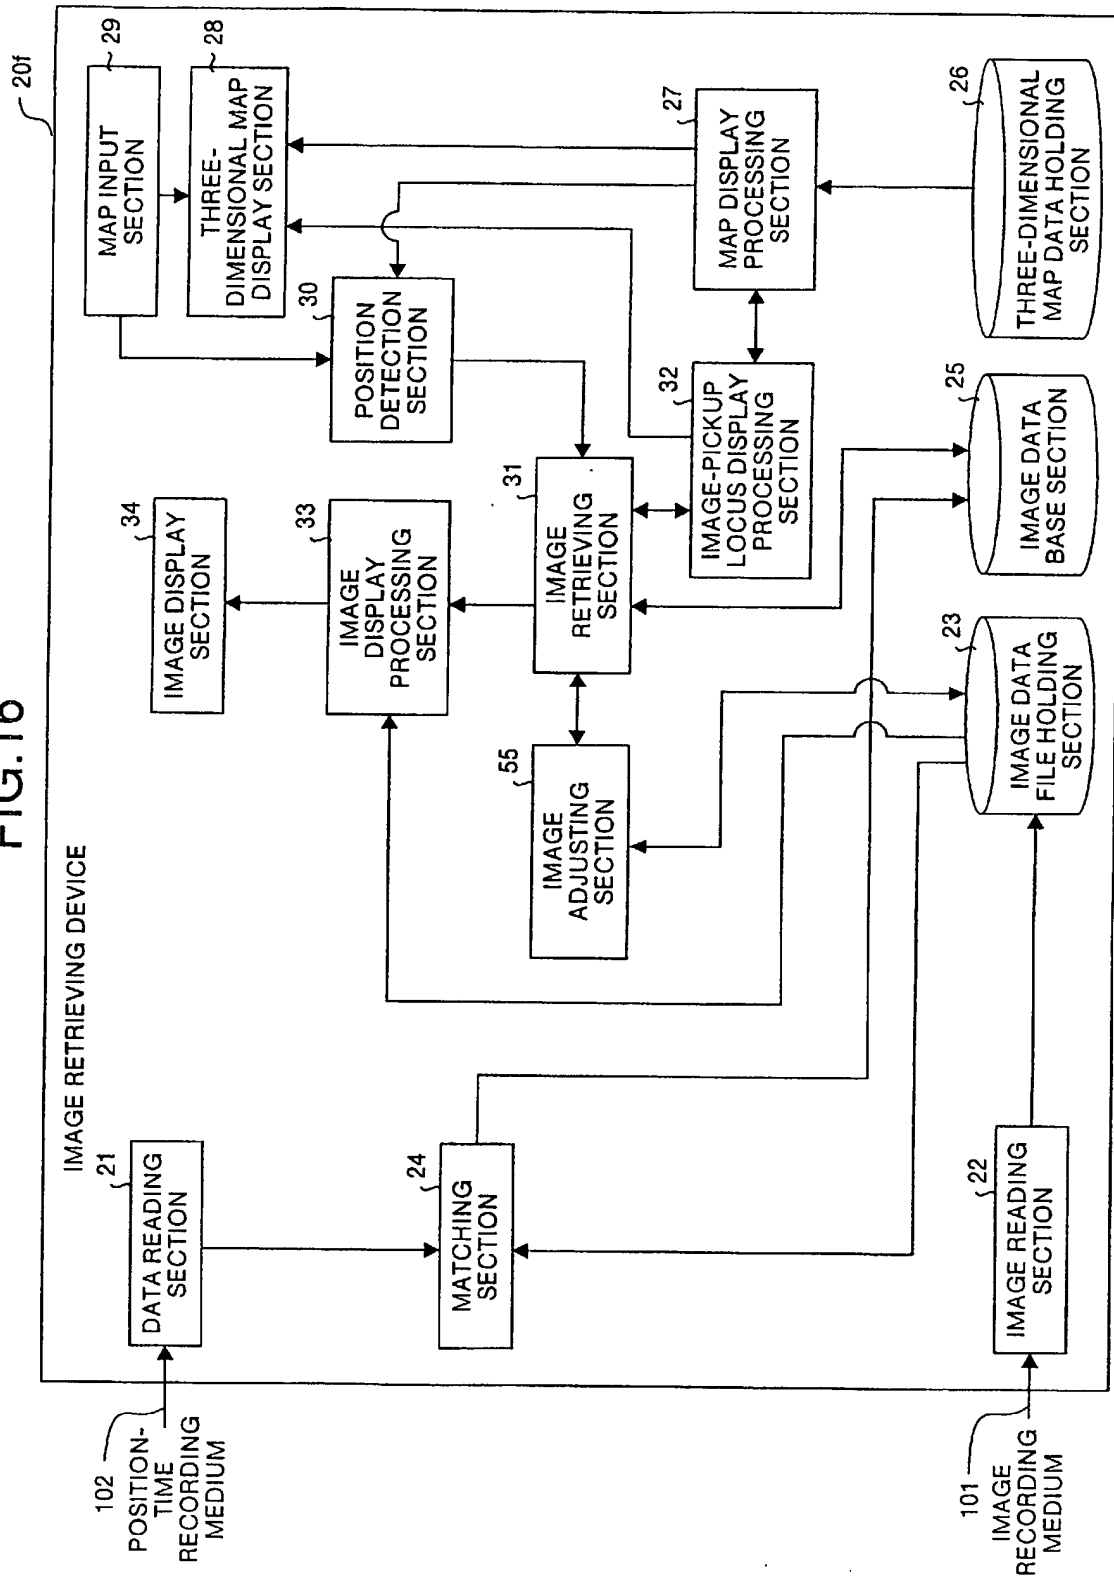 FIG.16
20f
IMAGE RETRIEVING DEVICE
102
POSITION-
TIME
RECORDING
MEDIUM
21
DATA READING
SECTION
24
MATCHING
SECTION
101
IMAGE
RECORDING
MEDIUM
22
IMAGE READING
SECTION
34
IMAGE DISPLAY
SECTION
33
IMAGE
DISPLAY
PROCESSING
SECTION
55
IMAGE
ADJUSTING
SECTION
31
IMAGE
RETRIEVING
SECTION
23
IMAGE DATA
FILE HOLDING
SECTION
29
MAP INPUT
SECTION
28
THREE-
DIMENSIONAL MAP
DISPLAY SECTION
30
POSITION
DETECTION
SECTION
32
IMAGE-PICKUP
LOCUS DISPLAY
PROCESSING
SECTION
27
MAP DISPLAY
PROCESSING
SECTION
25
IMAGE DATA
BASE SECTION
26
THREE-DIMENSIONAL
MAP DATA HOLDING
SECTION